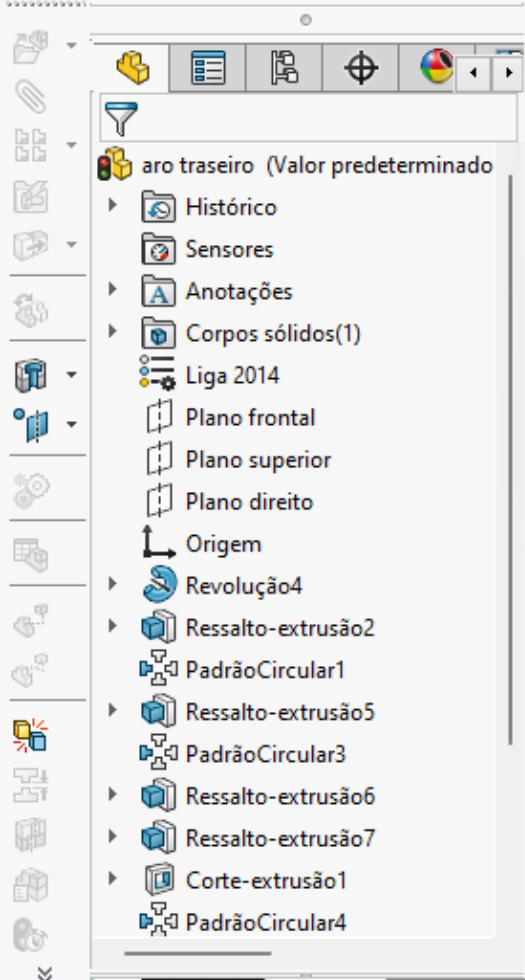 aro traseiro (Valor predeterminado
Histórico
Sensores
Anotações
Corpos sólidos(1)
Liga 2014
Plano frontal
Plano superior
Plano direito
Origem
Revolução4
Ressalto-extrusão2
PadrãoCircular1
Ressalto-extrusão5
PadrãoCircular3
Ressalto-extrusão6
Ressalto-extrusão7
Corte-extrusão1
PadrãoCircular4